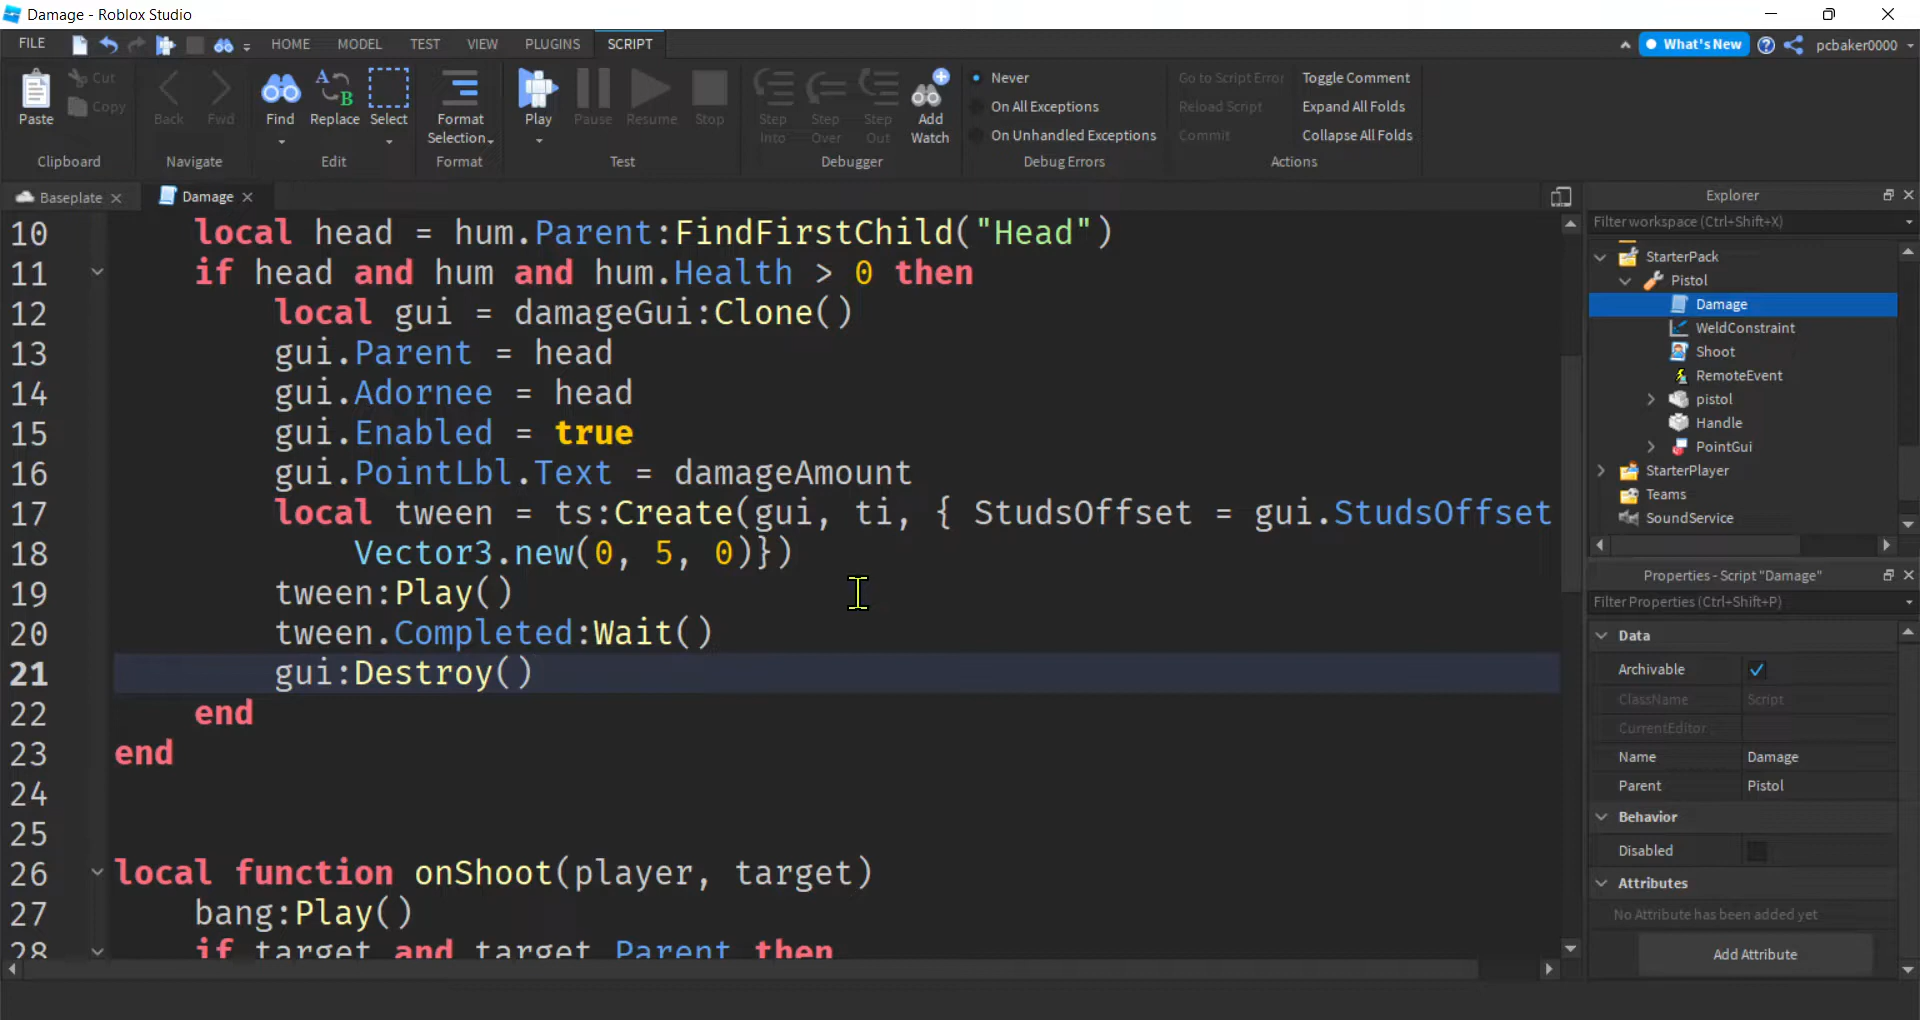 Damage - Roblox Studio
FILE HOME MODEL TEST VIEW PLUGINS SCRIPT What's New pcbaker0000
Paste Cut Copy Back Fwd Find Replace Select Format Selection Play Pause Resume Stop Step Into Step Over Step Out Add Watch
Never Go to Script Error Toggle Comment
On All Exceptions Reload Script Expand All Folds
On Unhandled Exceptions Commit Collapse All Folds
Clipboard Navigate Edit Format Test Debugger Debug Errors Actions
Baseplate Damage
10 local head = hum.Parent:FindFirstChild("Head")
11 if head and hum and hum.Health > 0 then
12 local gui = damageGui:Clone()
13 gui.Parent = head
14 gui.Adornee = head
15 gui.Enabled = true
16 gui.PointLbl.Text = damageAmount
17 local tween = ts:Create(gui, ti, { StudsOffset = gui.StudsOffset
18 Vector3.new(0, 5, 0)})
19 tween:Play()
20 tween.Completed:Wait()
21 gui:Destroy()
22 end
23 end
24
25
26 local function onShoot(player, target)
27 bang:Play()
28 if target and target.Parent then
Explorer
Filter workspace (Ctrl+Shift+X)
StarterPack
Pistol
Damage
WeldConstraint
Shoot
RemoteEvent
pistol
Handle
PointGui
StarterPlayer
Teams
SoundService
Properties - Script "Damage"
Filter Properties (Ctrl+Shift+P)
Data
Archivable
ClassName Script
CurrentEditor
Name Damage
Parent Pistol
Behavior
Disabled
Attributes
No Attribute has been added yet
Add Attribute